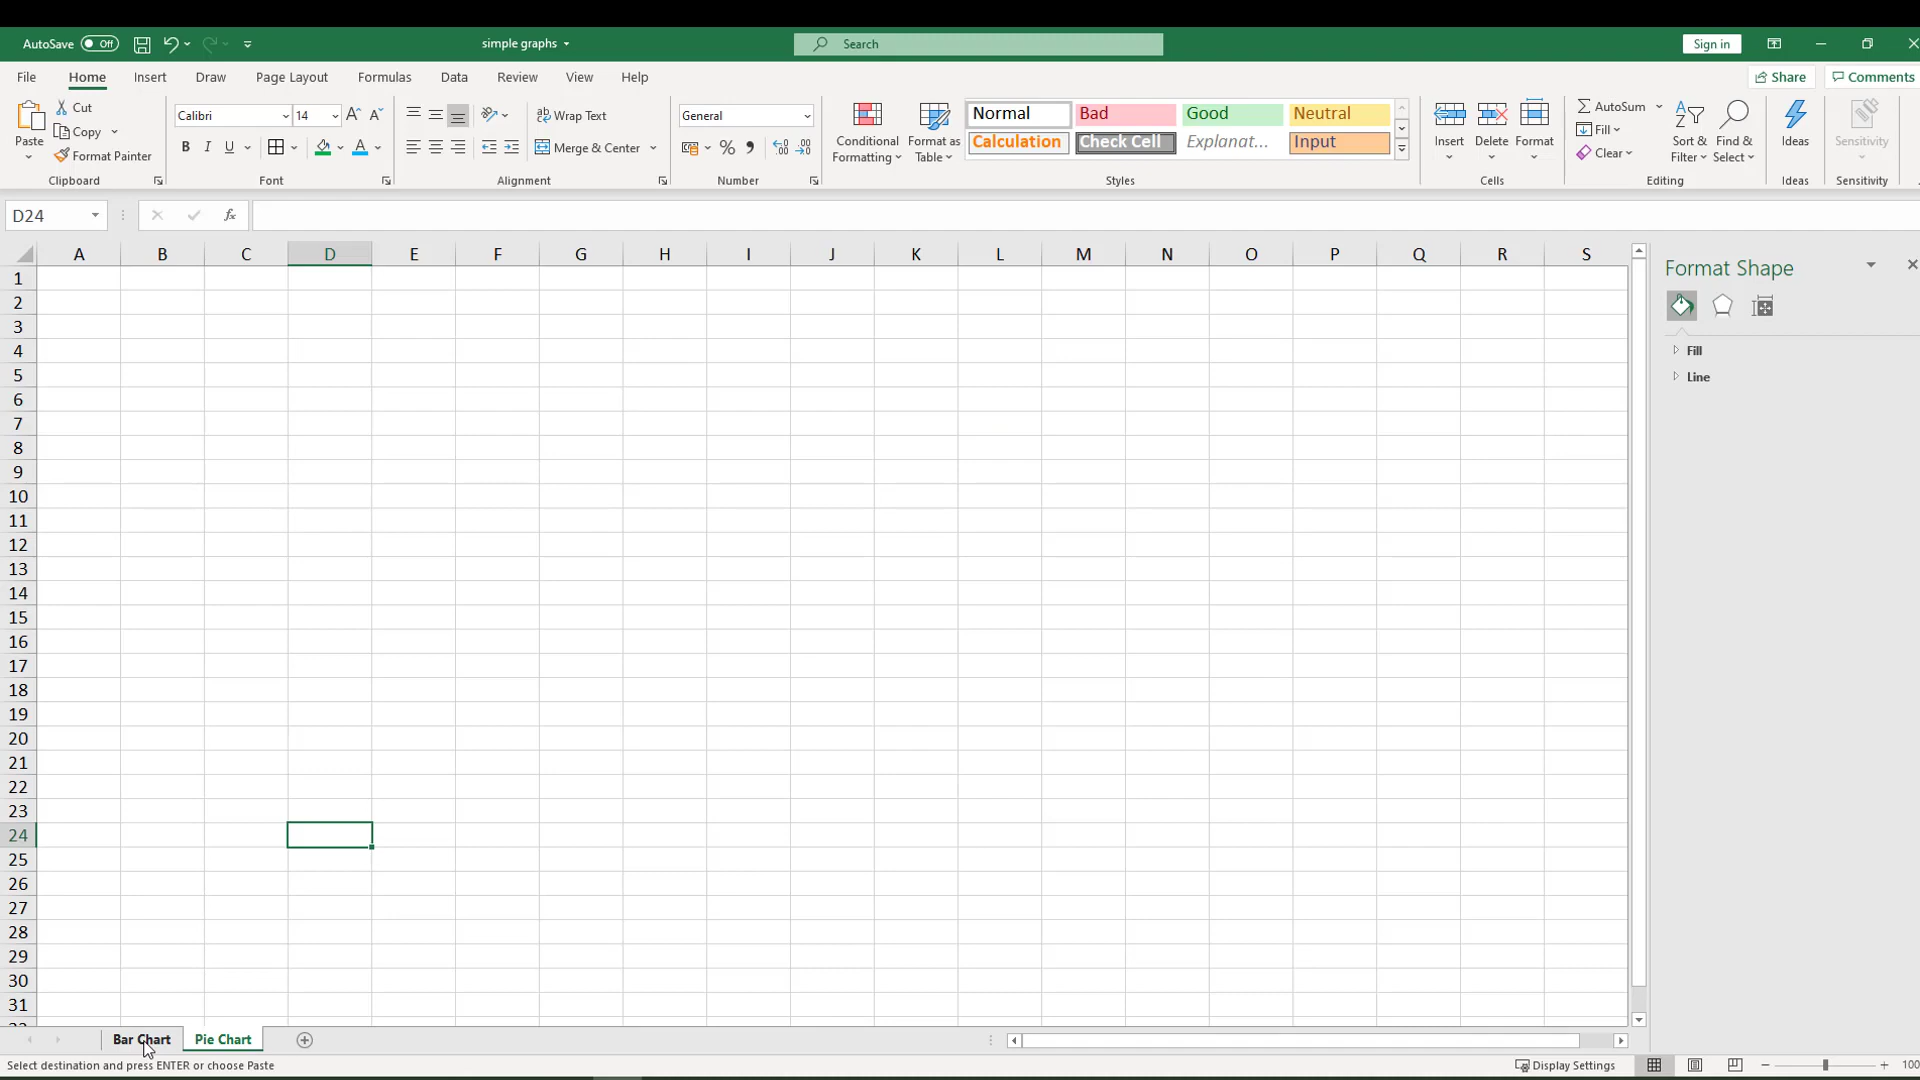 AutoSave Off simple graphs Search Sign in
File Home Insert Draw Page Layout Formulas Data Review View Help Share Comments
Paste
Cut
Copy
Format Painter
Clipboard
Calibri 14
B I U A
Font
Wrap Text
Merge & Center
Alignment
General
% 9
Number
Conditional Formatting
Format as Table
Normal Bad Good Neutral
Calculation Check Cell Explanat... Input
Styles
Insert Delete Format
Cells
AutoSum
Fill
Clear
Sort & Filter
Find & Select
Editing
Ideas
Ideas
Sensitivity
Sensitivity
D24 fx
A B C D E F G H I J K L M N O P Q R S
1
2
3
4
5
6
7
8
9
10
11
12
13
14
15
16
17
18
19
20
21
22
23
24
25
26
27
28
29
30
31
Format Shape
Fill
Line
Bar Chart Pie Chart
Select destination and press ENTER or choose Paste Display Settings 100